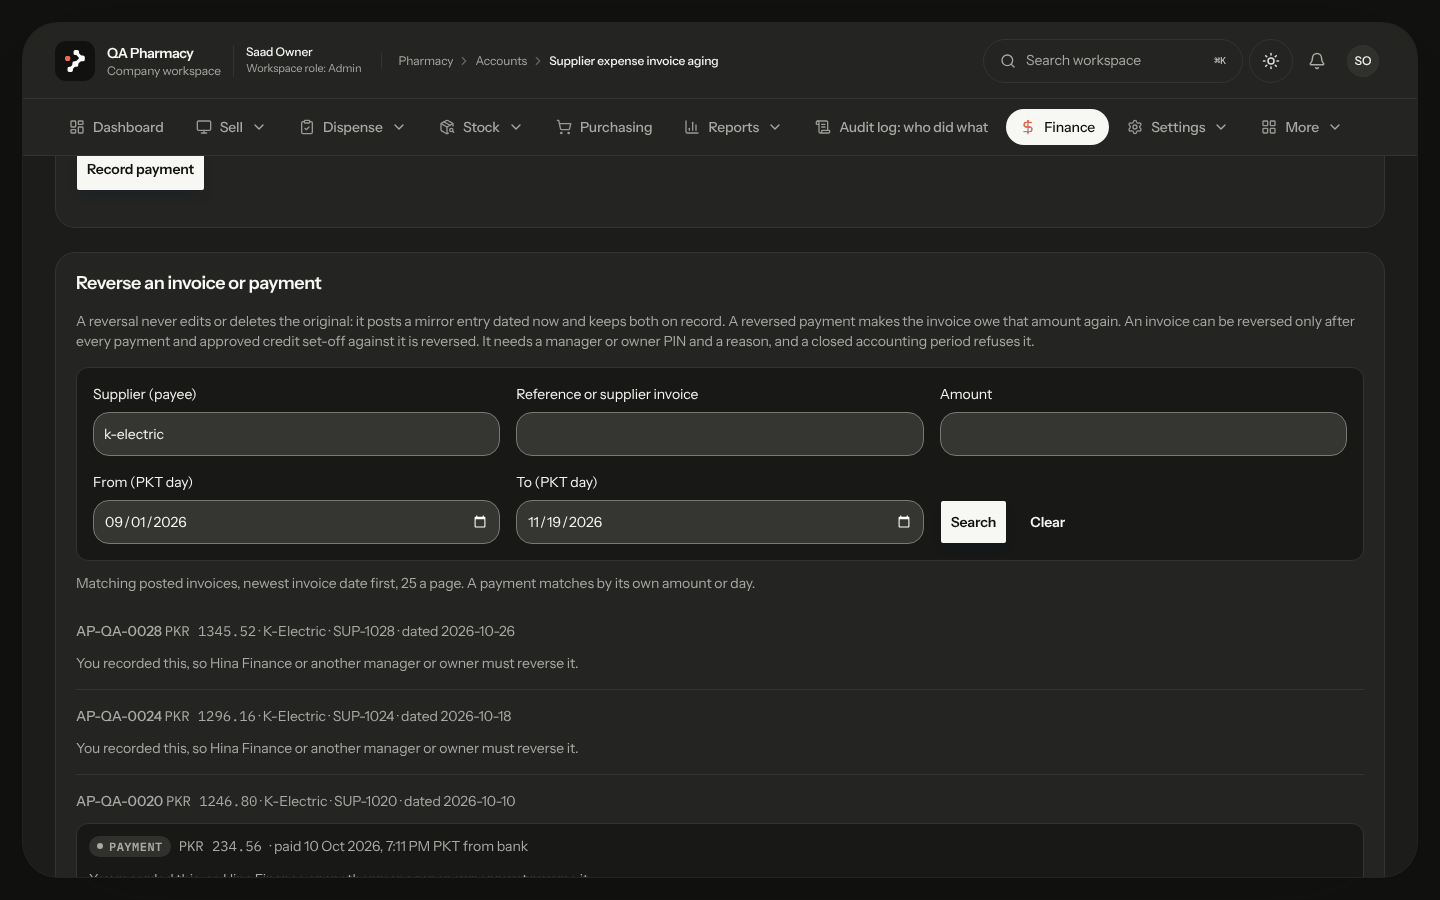 QA Pharmacy
Company workspace
Saad Owner
Workspace role: Admin
Pharmacy > Accounts > Supplier expense invoice aging
Search workspace ⌘K
SO
Dashboard
Sell
Dispense
Stock
Purchasing
Reports
Audit log: who did what
Finance
Settings
More
Record payment
Reverse an invoice or payment
A reversal never edits or deletes the original: it posts a mirror entry dated now and keeps both on record. A reversed payment makes the invoice owe that amount again. An invoice can be reversed only after
every payment and approved credit set-off against it is reversed. It needs a manager or owner PIN and a reason, and a closed accounting period refuses it.
Supplier (payee)
Reference or supplier invoice
Amount
k-electric
From (PKT day)
To (PKT day)
09/01/2026
11/19/2026
Search
Clear
Matching posted invoices, newest invoice date first, 25 a page. A payment matches by its own amount or day.
AP-QA-0028 PKR 1345.52 · K-Electric · SUP-1028 · dated 2026-10-26
You recorded this, so Hina Finance or another manager or owner must reverse it.
AP-QA-0024 PKR 1296.16 · K-Electric · SUP-1024 · dated 2026-10-18
You recorded this, so Hina Finance or another manager or owner must reverse it.
AP-QA-0020 PKR 1246.80 · K-Electric · SUP-1020 · dated 2026-10-10
PAYMENT PKR 234.56 · paid 10 Oct 2026, 7:11 PM PKT from bank